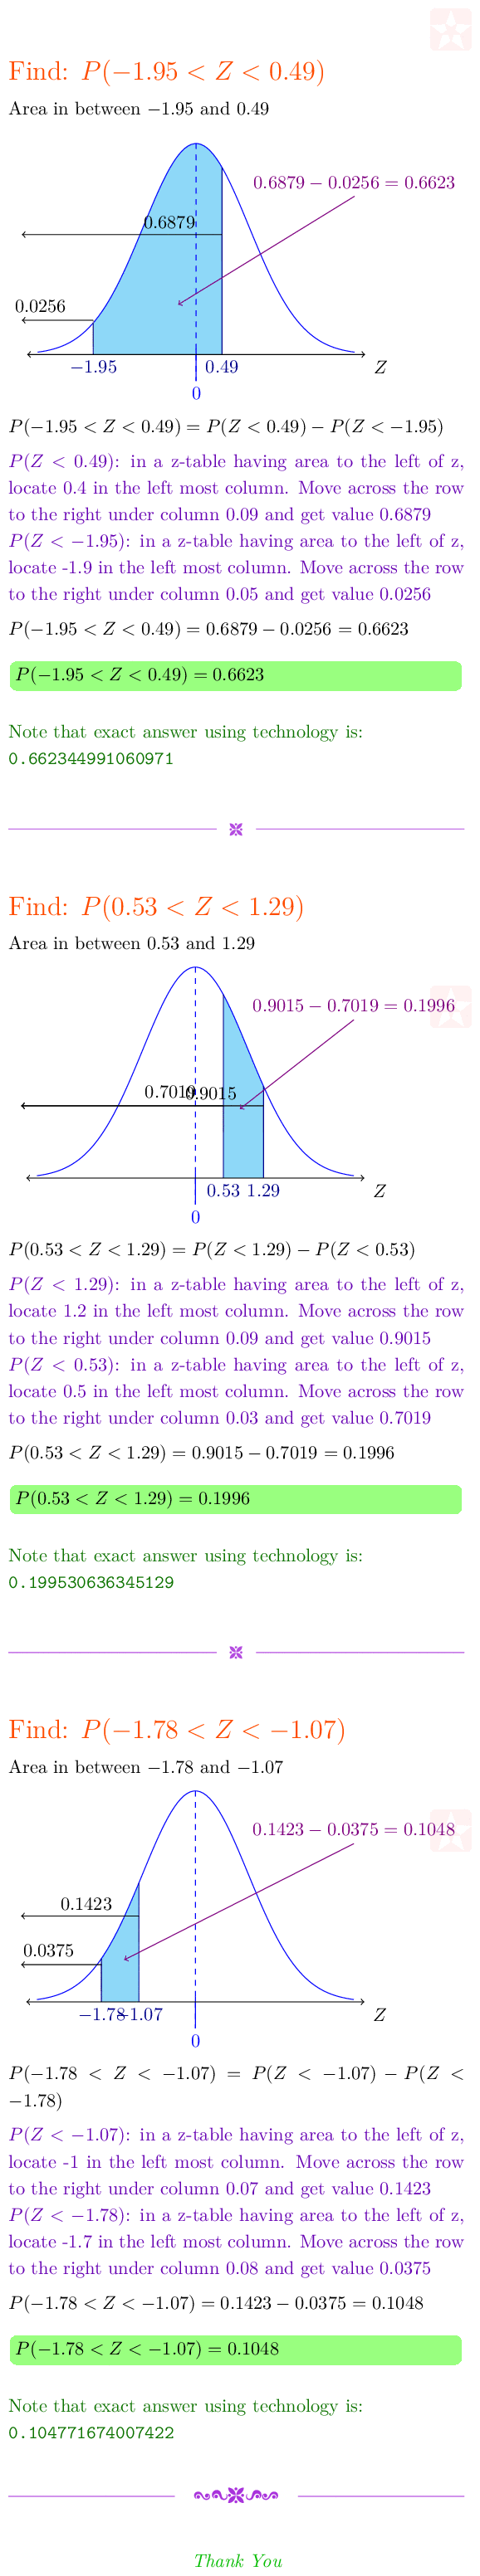 Find: P(−1.95 < Z < 0.49)
Area in between −1.95 and 0.49
0.6879 − 0.0256 = 0.6623
0.6879
0.0256
−1.95
0.49
Z
0
P(−1.95 < Z < 0.49) = P(Z < 0.49) − P(Z < −1.95)
P(Z < 0.49): in a z-table having area to the left of z,
locate 0.4 in the left most column. Move across the row
to the right under column 0.09 and get value 0.6879
P(Z < −1.95): in a z-table having area to the left of z,
locate -1.9 in the left most column. Move across the row
to the right under column 0.05 and get value 0.0256
P(−1.95 < Z < 0.49) = 0.6879 − 0.0256 = 0.6623
P(−1.95 < Z < 0.49) = 0.6623
Note that exact answer using technology is:
0.662344991060971
Find: P(0.53 < Z < 1.29)
Area in between 0.53 and 1.29
0.9015 − 0.7019 = 0.1996
0.7019
0.9015
0.53
1.29
Z
0
P(0.53 < Z < 1.29) = P(Z < 1.29) − P(Z < 0.53)
P(Z < 1.29): in a z-table having area to the left of z,
locate 1.2 in the left most column. Move across the row
to the right under column 0.09 and get value 0.9015
P(Z < 0.53): in a z-table having area to the left of z,
locate 0.5 in the left most column. Move across the row
to the right under column 0.03 and get value 0.7019
P(0.53 < Z < 1.29) = 0.9015 − 0.7019 = 0.1996
P(0.53 < Z < 1.29) = 0.1996
Note that exact answer using technology is:
0.199530636345129
Find: P(−1.78 < Z < −1.07)
Area in between −1.78 and −1.07
0.1423 − 0.0375 = 0.1048
0.1423
0.0375
−1.78
−1.07
Z
0
P(−1.78 < Z < −1.07) = P(Z < −1.07) − P(Z <
−1.78)
P(Z < −1.07): in a z-table having area to the left of z,
locate -1 in the left most column. Move across the row
to the right under column 0.07 and get value 0.1423
P(Z < −1.78): in a z-table having area to the left of z,
locate -1.7 in the left most column. Move across the row
to the right under column 0.08 and get value 0.0375
P(−1.78 < Z < −1.07) = 0.1423 − 0.0375 = 0.1048
P(−1.78 < Z < −1.07) = 0.1048
Note that exact answer using technology is:
0.104771674007422
Thank You